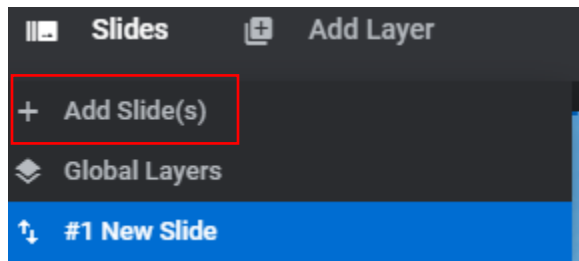 Slides Add Layer
+ Add Slide(s)
Global Layers
#1 New Slide